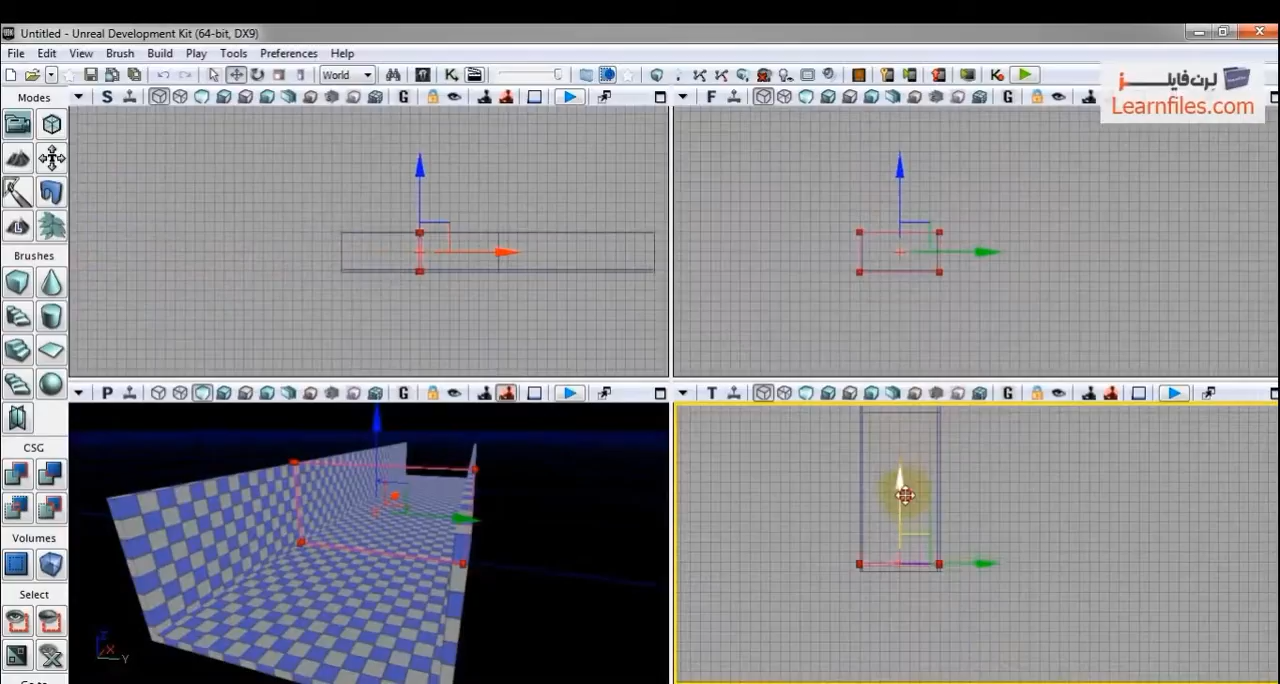 Untitled - Unreal Development Kit (64-bit, DX9)
File Edit View Brush Build Play Tools Preferences Help
World
لرن فایلز
Learnfiles.com
Modes
S G
F G
Brushes
P G
T G
CSG
Volumes
Select
X
Y